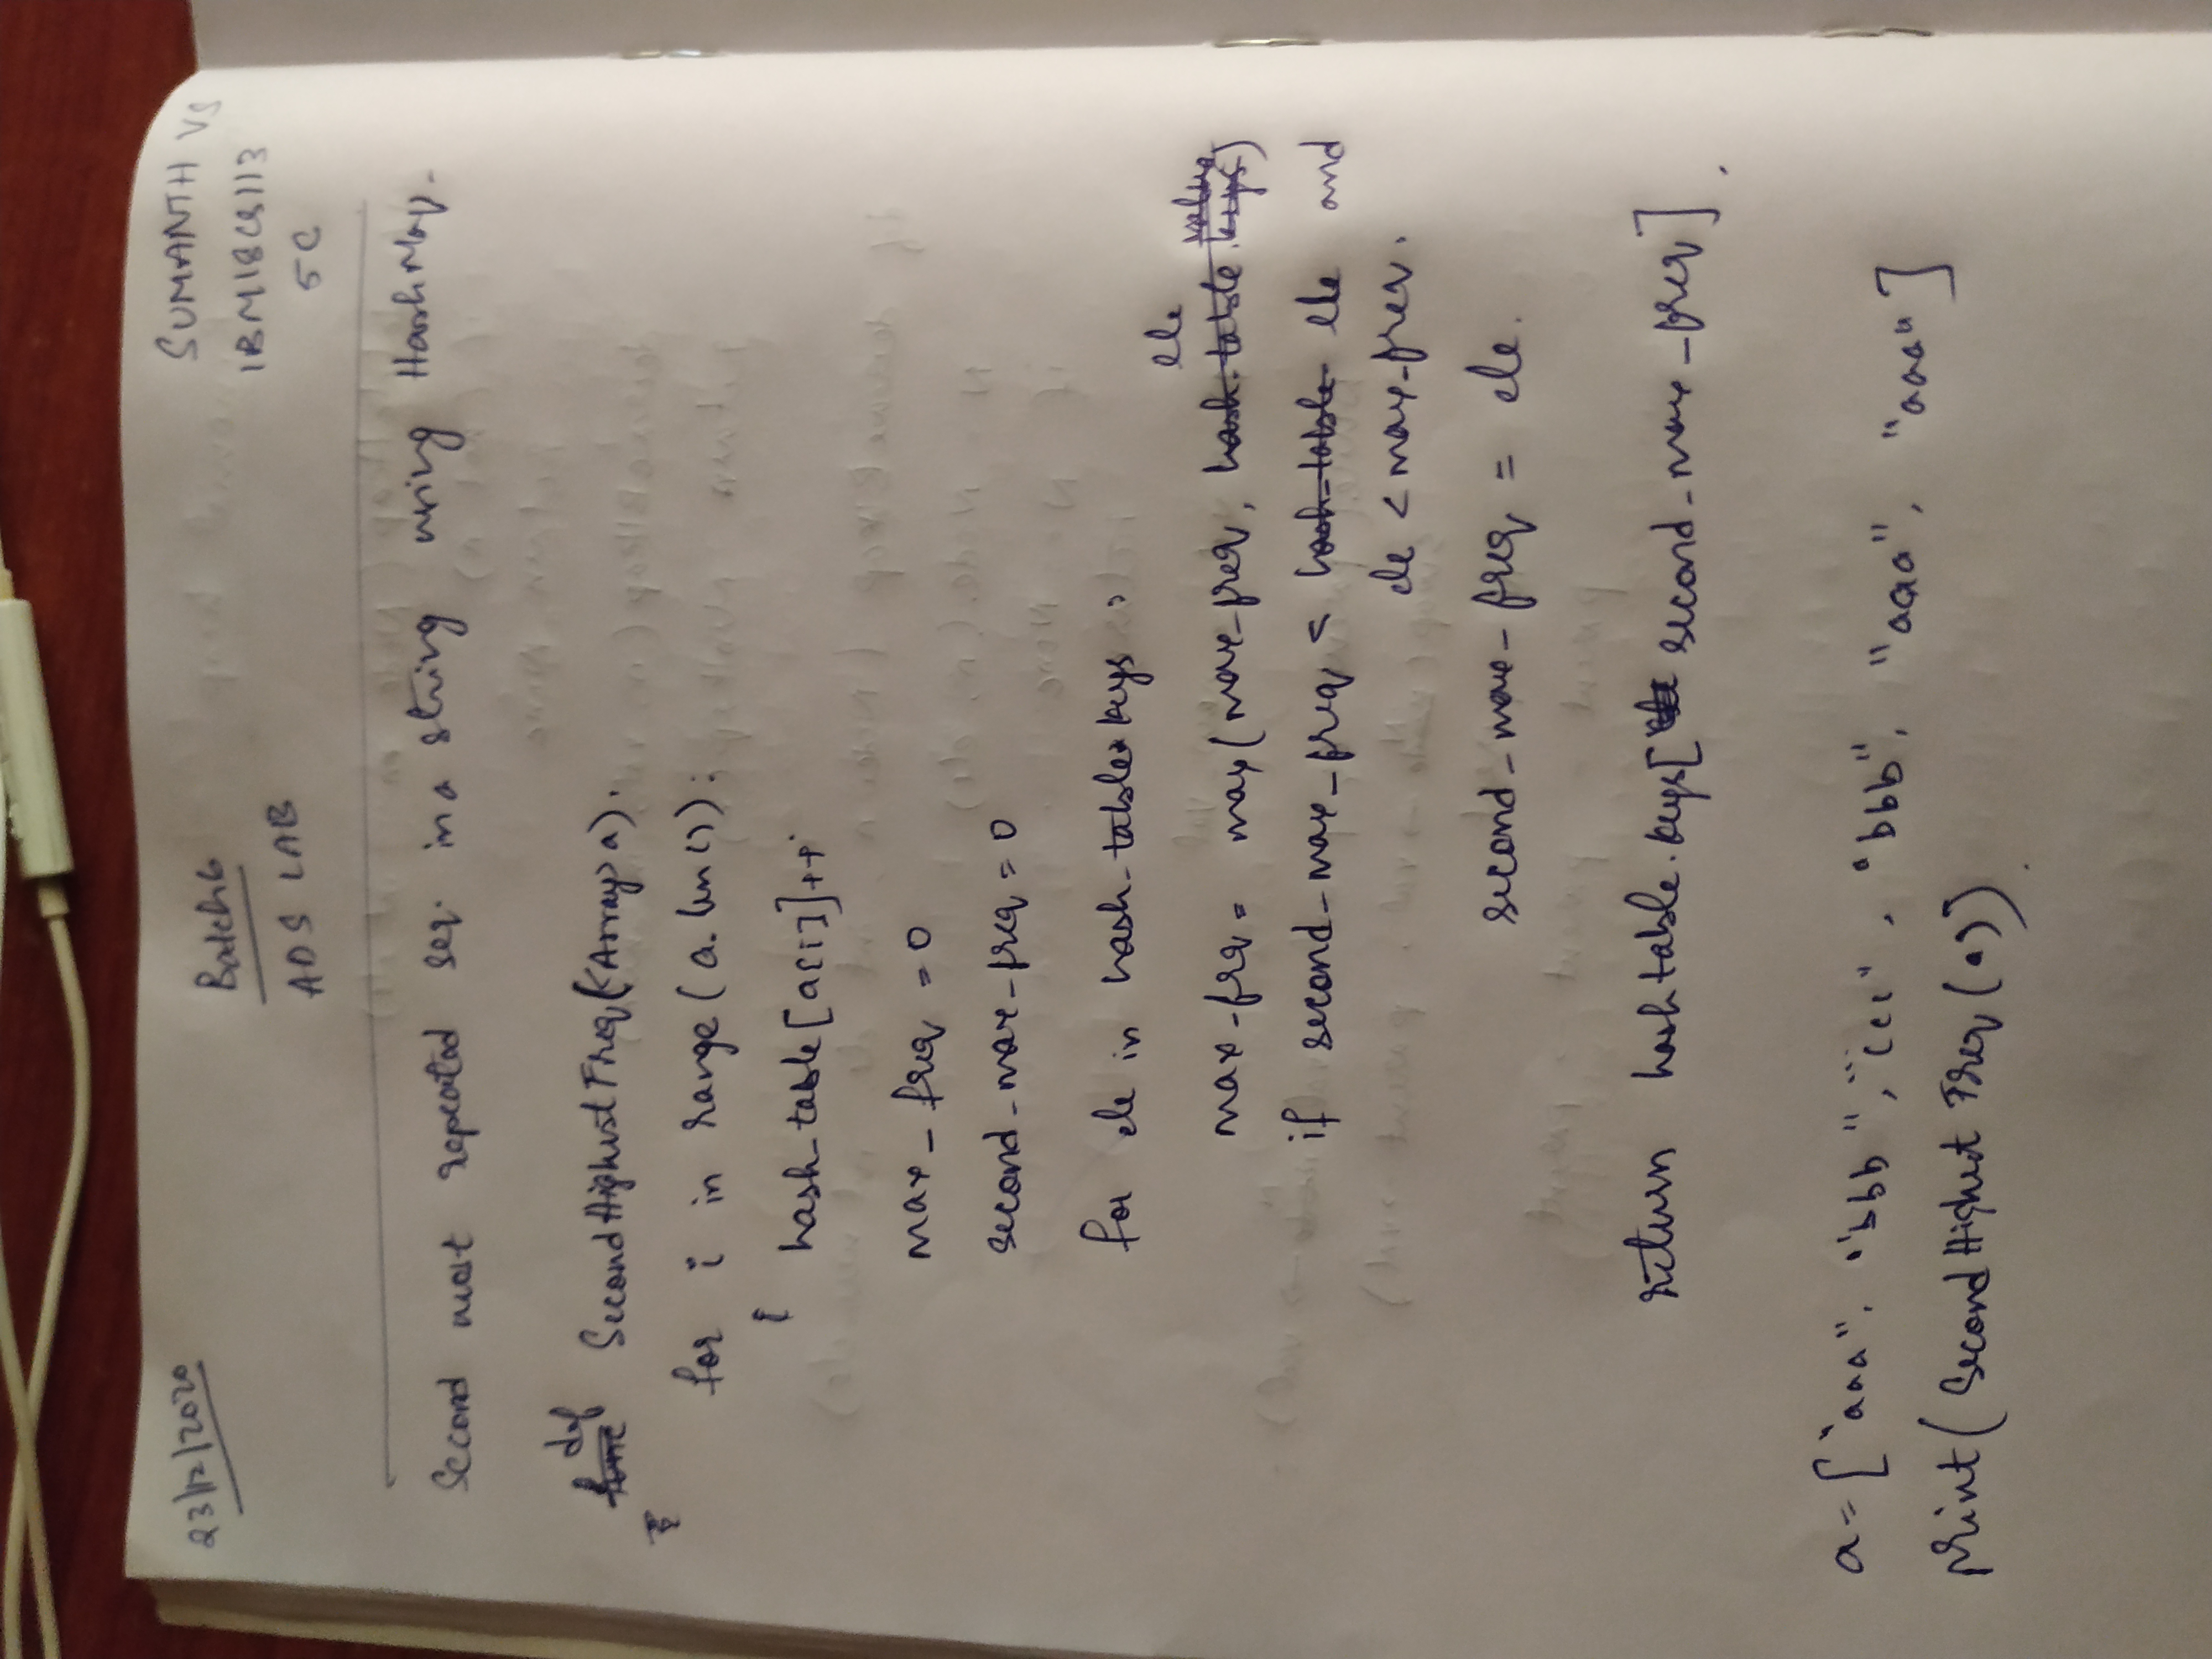 23/12/2020 Batch 6 SUMANTH VS
ADS LAB 1BM18CS113
5C
Second most repeated seq. in a string using Hash Map.
def SecondHighestFreq(<Array> a):
for i in range (a.len()):
hash_table[a[i]]++
max_freq = 0
second_max_freq = 0
for ele in hash_table keys:
max_freq = max(max_freq, ele)
if second_max_freq < ele and
ele < max_freq.
second_max_freq = ele.
return hashtable.keys[second_max_freq].
a = ["aaa", "bbb", "ccc", "bbb", "aaa", "aaa"]
print(SecondHighestFreq(a)).